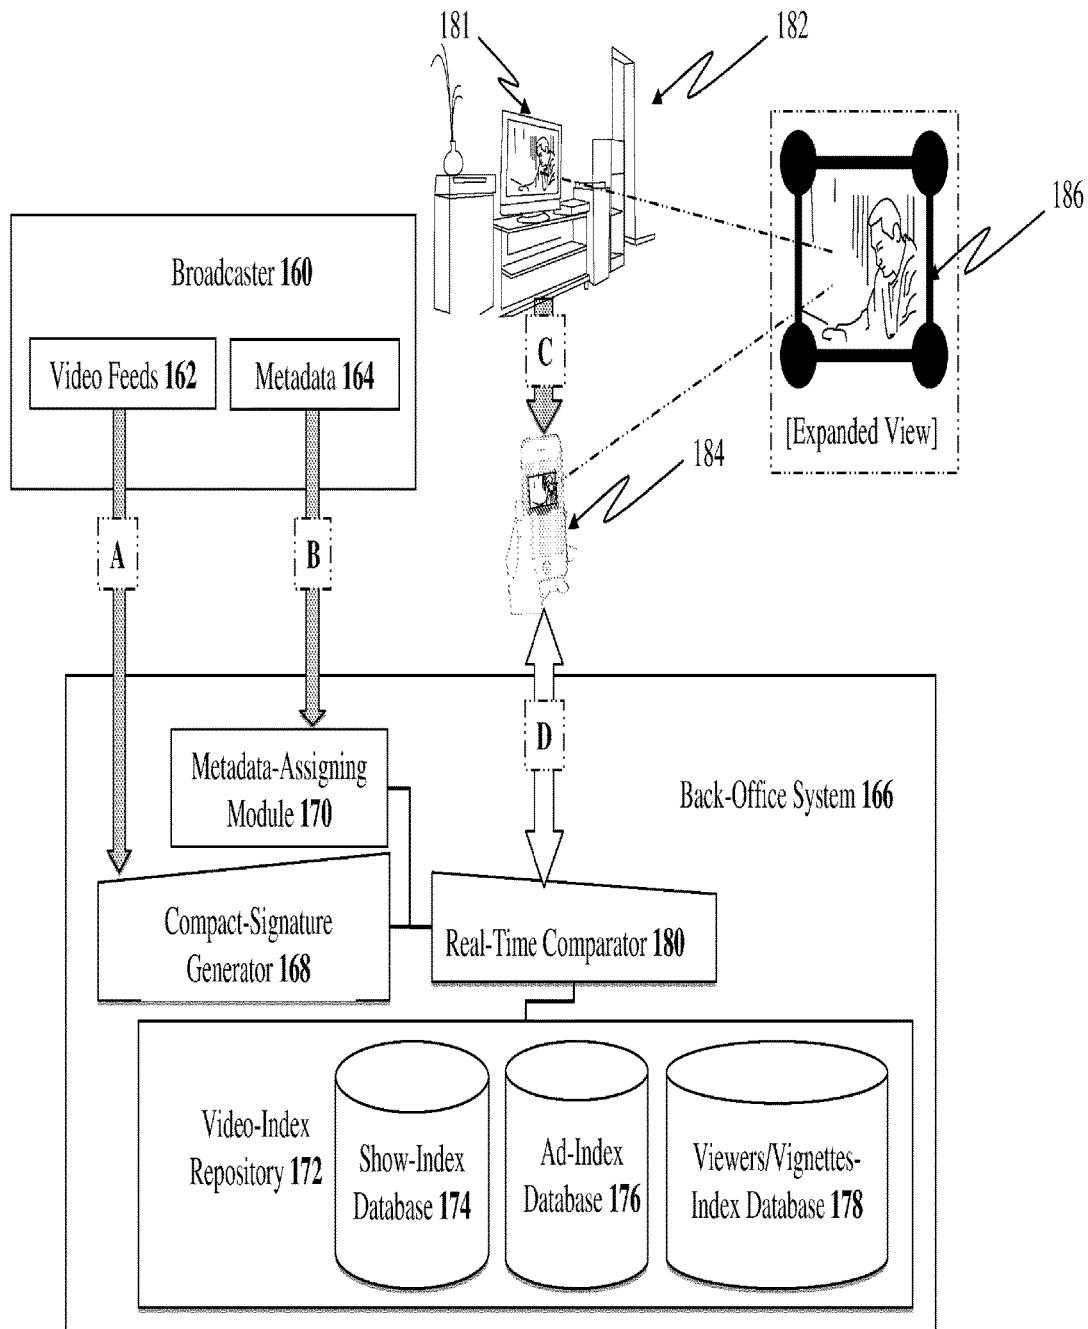 181
182
186
Broadcaster 160
Video Feeds 162
Metadata 164
C
[Expanded View]
184
A
B
D
Metadata-Assigning
Module 170
Back-Office System 166
Compact-Signature
Generator 168
Real-Time Comparator 180
Video-Index
Repository 172
Show-Index
Database 174
Ad-Index
Database 176
Viewers/Vignettes-
Index Database 178